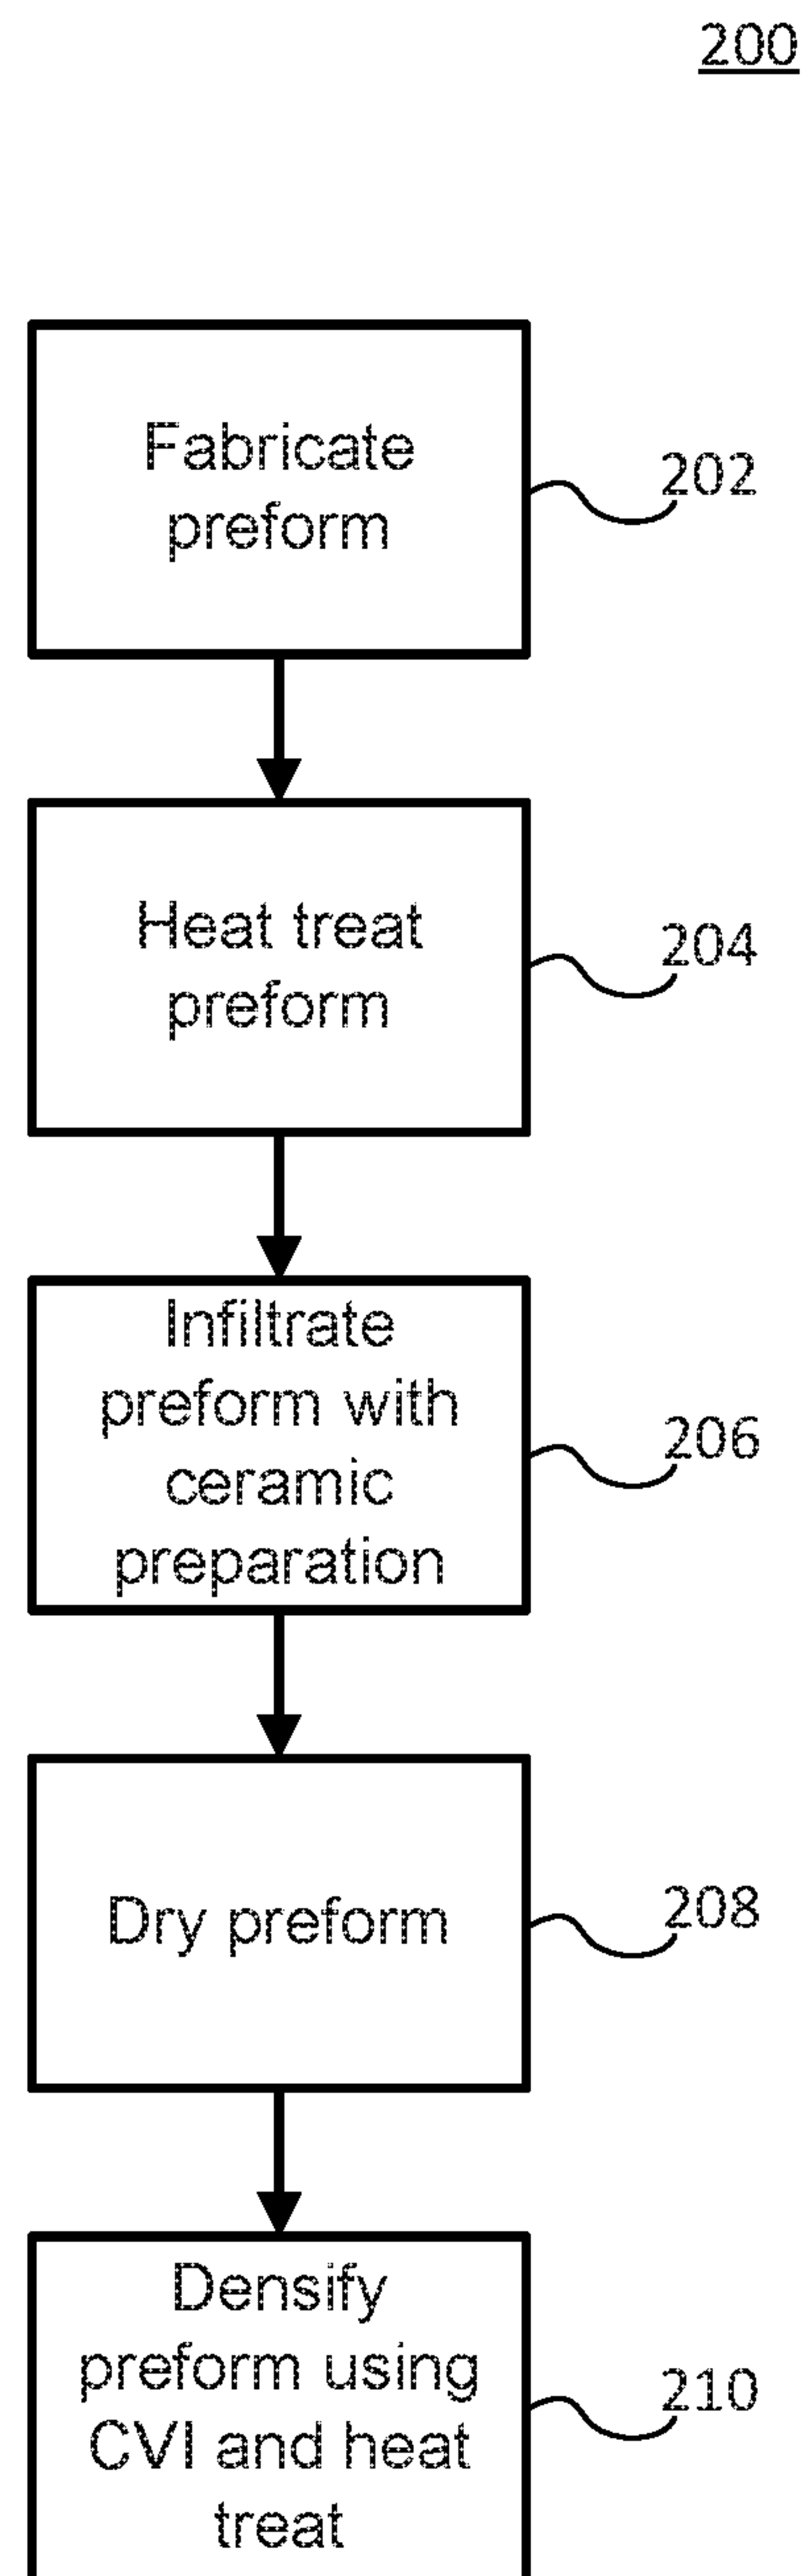 200
Fabricate
preform
202
Heat treat
preform
204
Infiltrate
preform with
ceramic
preparation
206
Dry preform
208
Densify
preform using
CVI and heat
treat
210